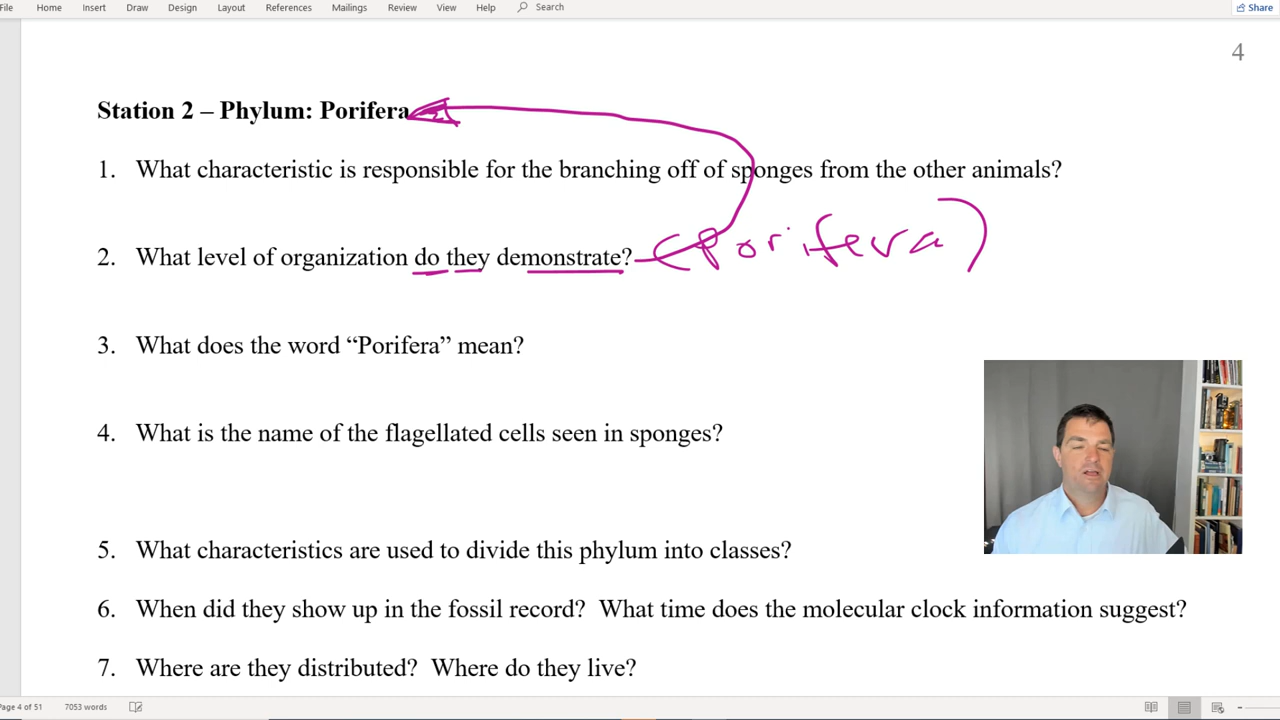 File Home Insert Draw Design Layout References Mailings Review View Help Search Share
4
Station 2 – Phylum: Porifera
1. What characteristic is responsible for the branching off of sponges from the other animals?
2. What level of organization do they demonstrate? (Porifera)
3. What does the word “Porifera” mean?
4. What is the name of the flagellated cells seen in sponges?
5. What characteristics are used to divide this phylum into classes?
6. When did they show up in the fossil record? What time does the molecular clock information suggest?
7. Where are they distributed? Where do they live?
Page 4 of 51 7053 words